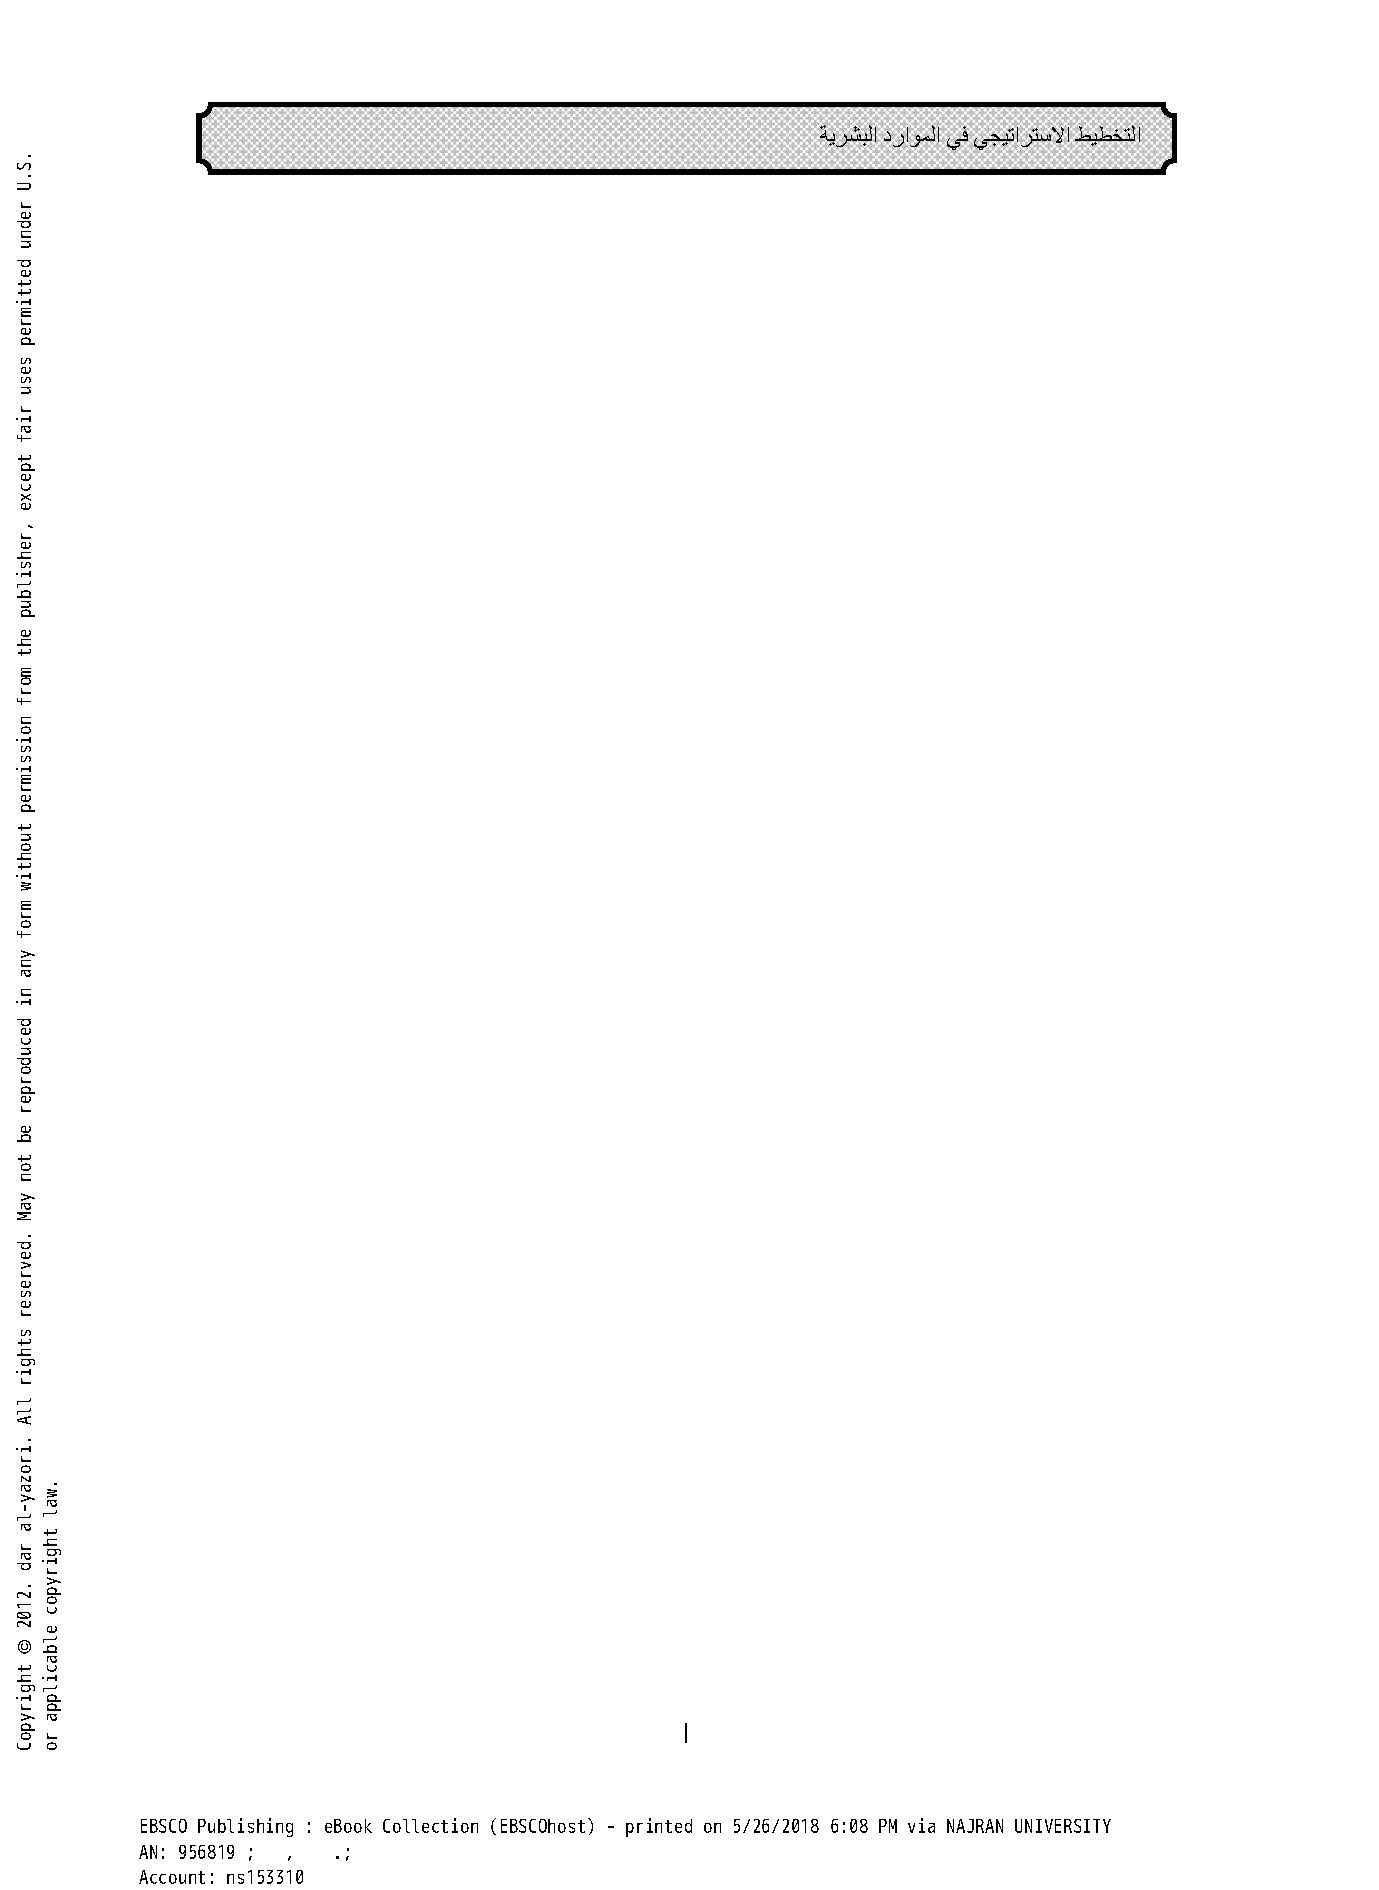 التخطيط الاستراتيجي في الموارد البشرية
Copyright © 2012. dar al-yazori. All rights reserved. May not be reproduced in any form without permission from the publisher, except fair uses permitted under U.S.
or applicable copyright law.
|
EBSCO Publishing : eBook Collection (EBSCOhost) - printed on 5/26/2018 6:08 PM via NAJRAN UNIVERSITY
AN: 956819 ; , .;
Account: ns153310